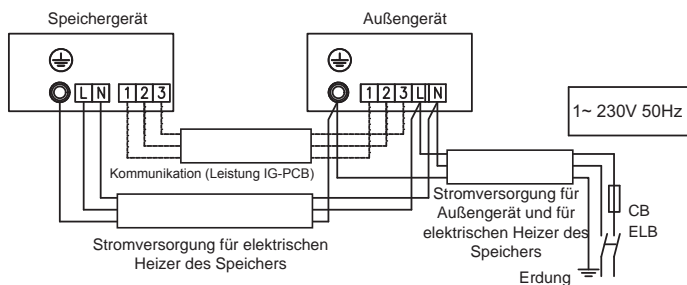 Speichergerät
Außengerät
L N 1 2 3
1 2 3 L N
1~ 230V 50Hz
Kommunikation (Leistung IG-PCB)
Stromversorgung für
Außengerät und für
elektrischen Heizer des
Speichers
CB
ELB
Stromversorgung für elektrischen
Heizer des Speichers
Erdung